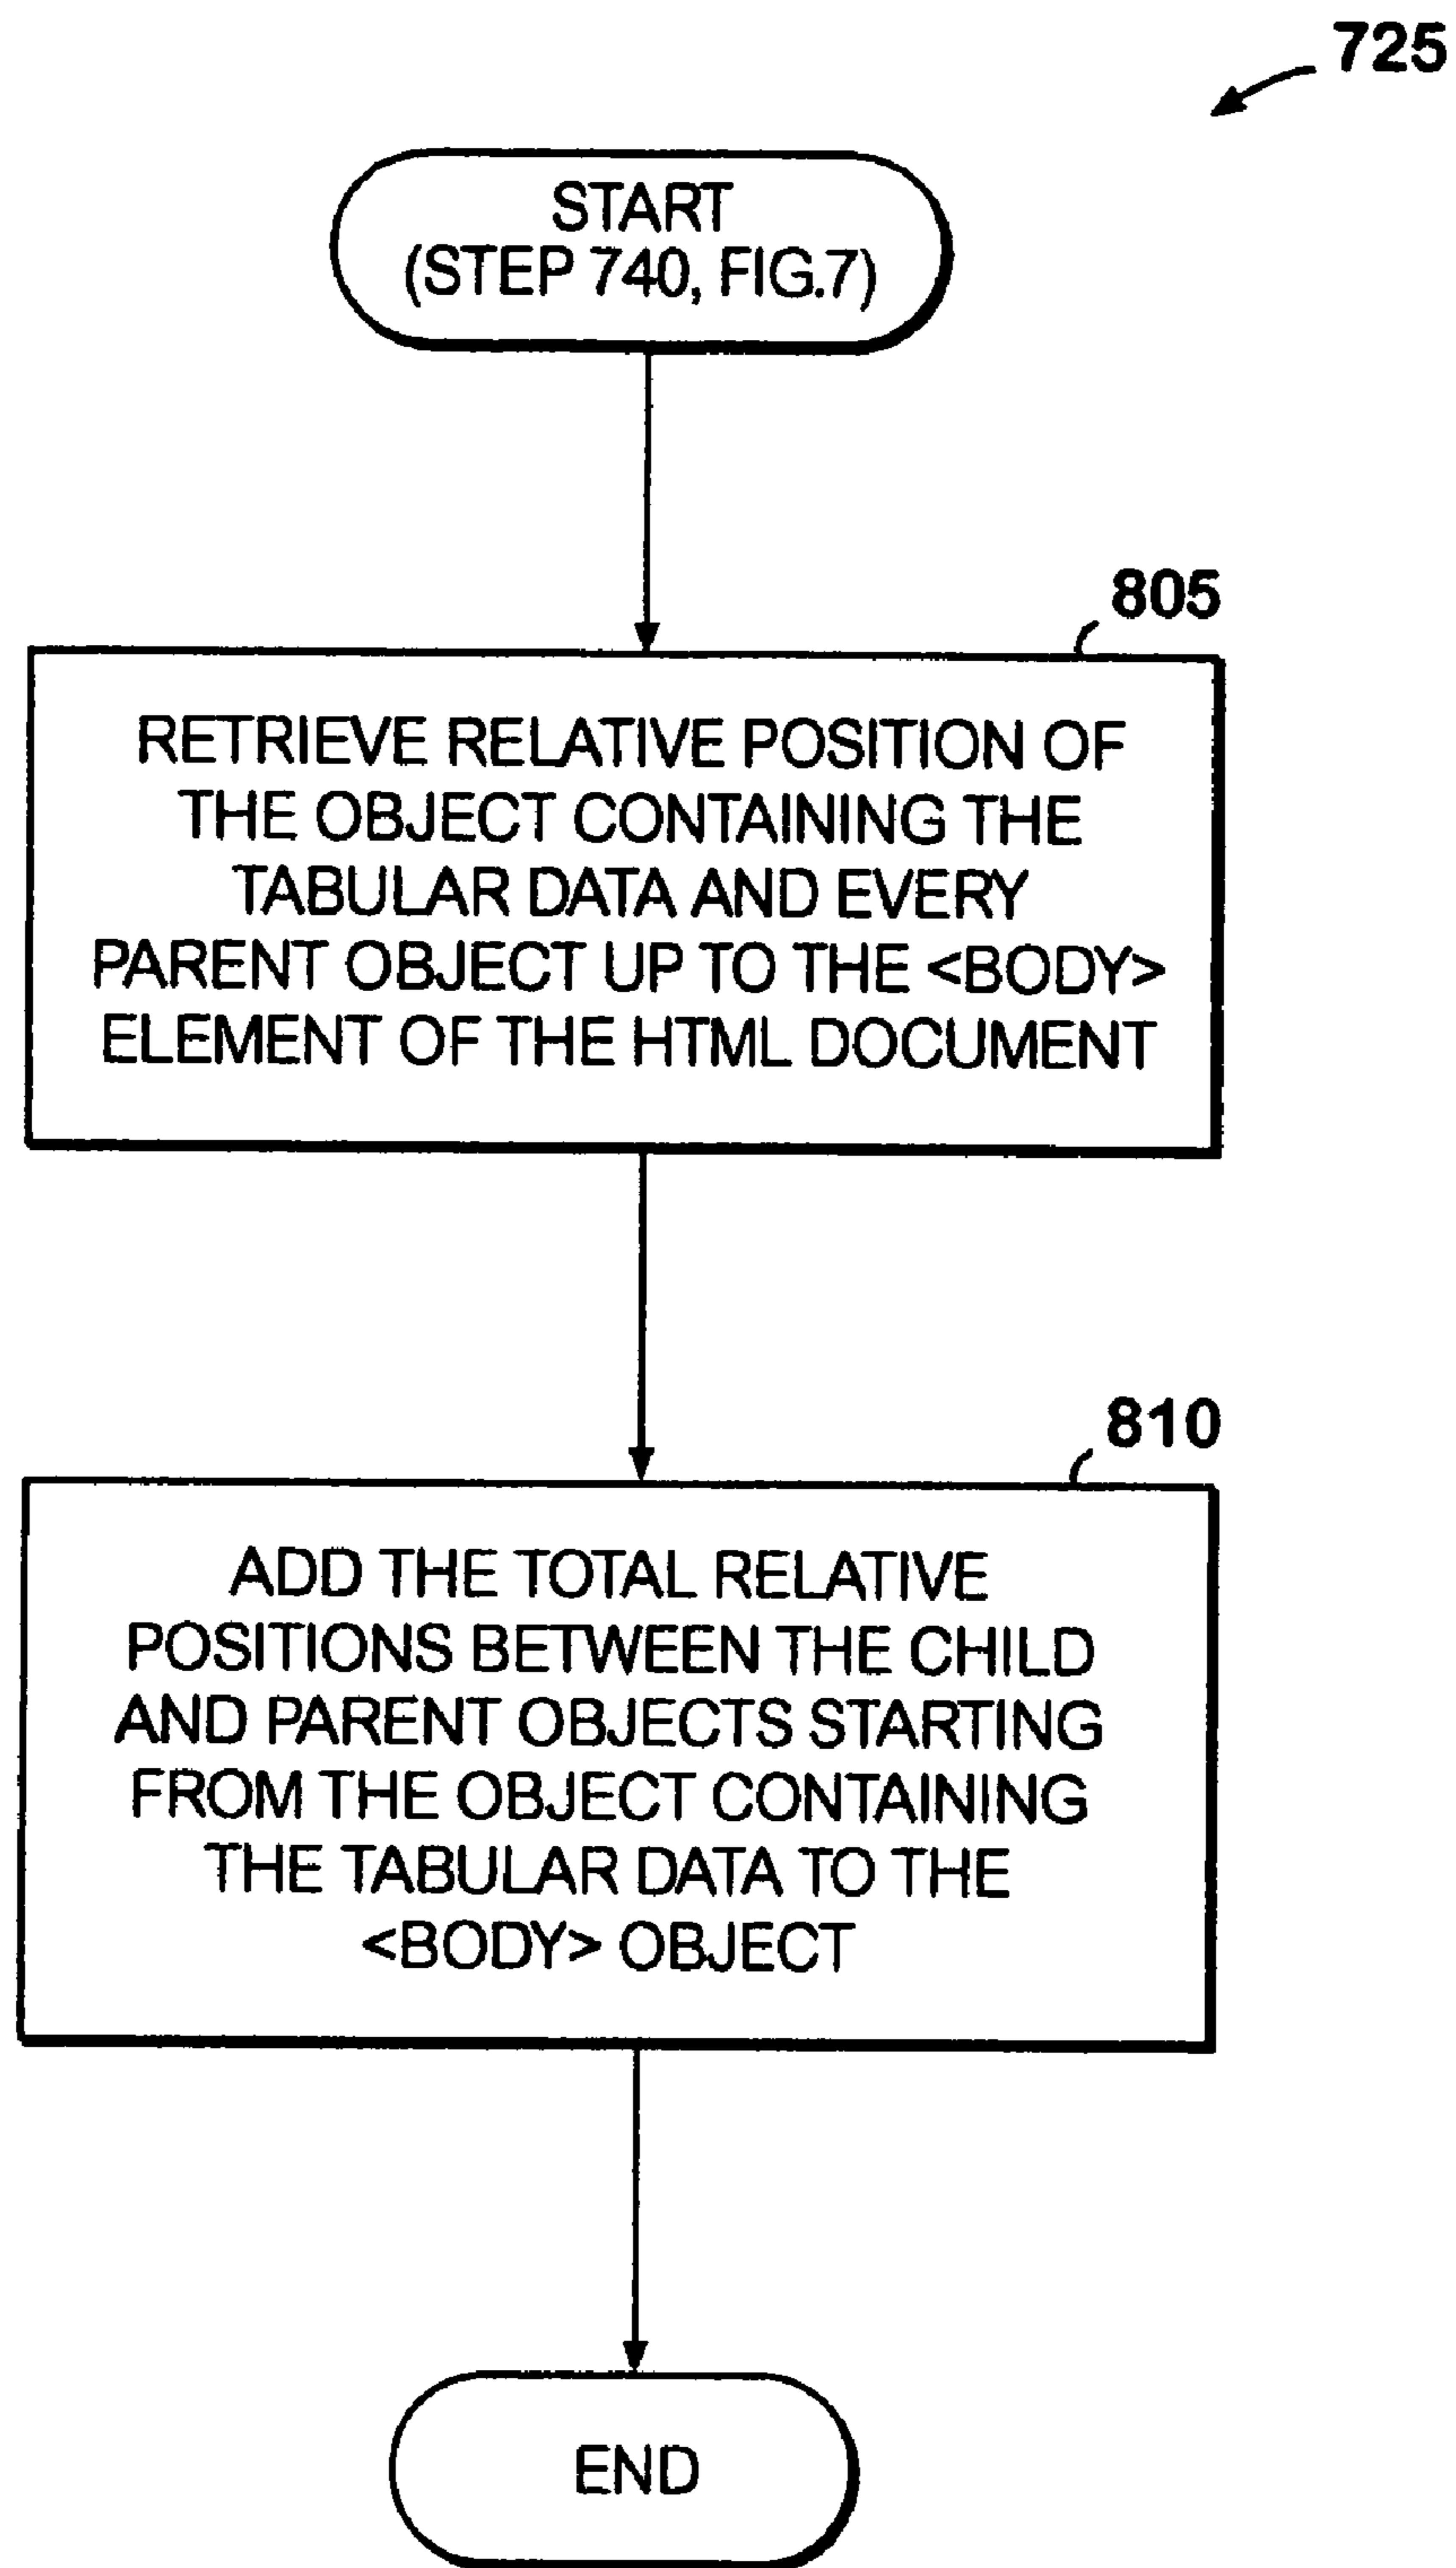 725
START
(STEP 740, FIG.7)
805
RETRIEVE RELATIVE POSITION OF
THE OBJECT CONTAINING THE
TABULAR DATA AND EVERY
PARENT OBJECT UP TO THE <BODY>
ELEMENT OF THE HTML DOCUMENT
810
ADD THE TOTAL RELATIVE
POSITIONS BETWEEN THE CHILD
AND PARENT OBJECTS STARTING
FROM THE OBJECT CONTAINING
THE TABULAR DATA TO THE
<BODY> OBJECT
END